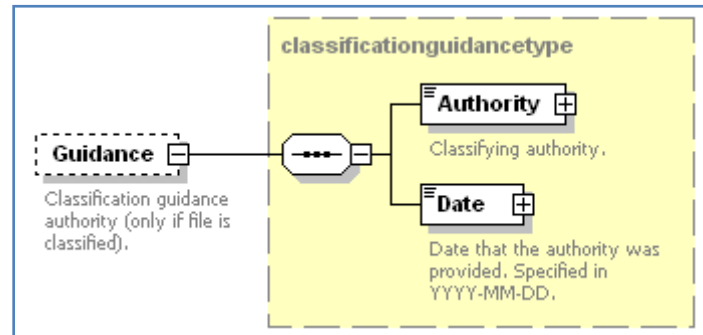 classificationguidancetype
Authority
Classifying authority.
Guidance
Classification guidance
authority (only if file is
classified).
Date
Date that the authority was
provided. Specified in
YYYY-MM-DD.